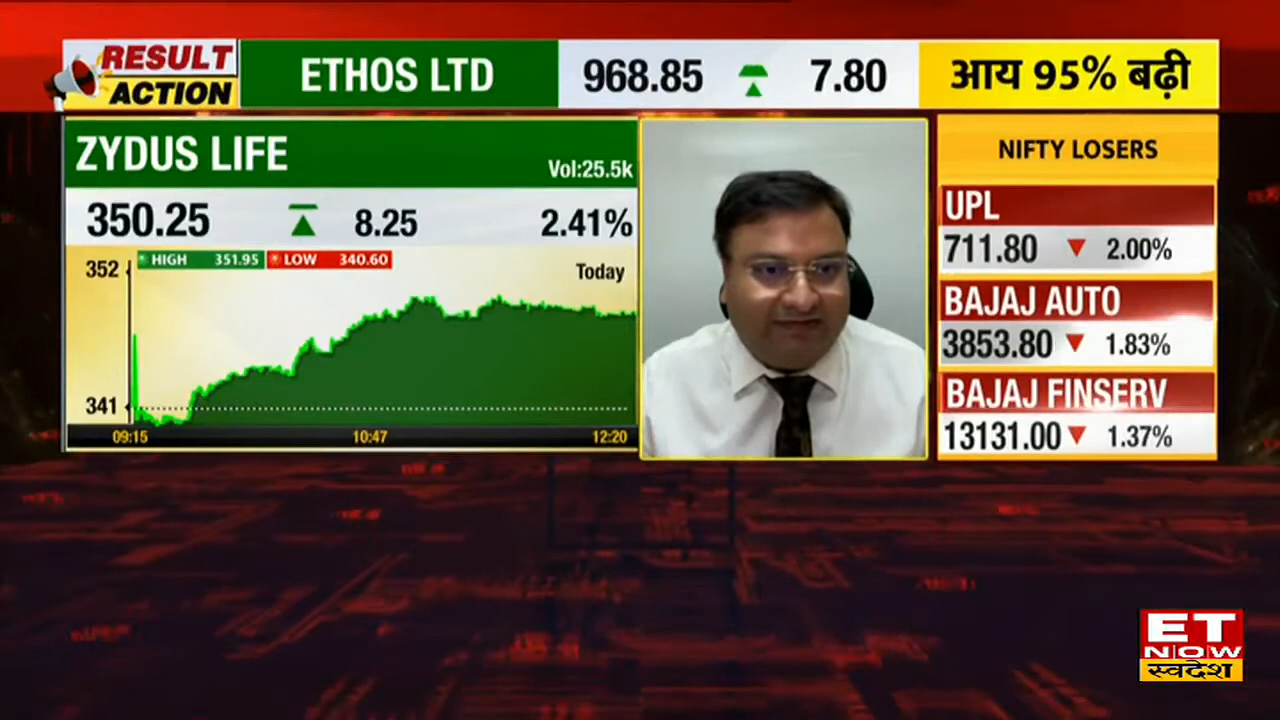 RESULT ACTION
ETHOS LTD 968.85 7.80 आय 95% बढ़ी
ZYDUS LIFE Vol:25.5k
350.25 8.25 2.41%
HIGH 351.95 LOW 340.60
352 Today
341
09:15 10:47 12:20
NIFTY LOSERS
UPL
711.80 2.00%
BAJAJ AUTO
3853.80 1.83%
BAJAJ FINSERV
13131.00 1.37%
ET
NOW
स्वदेश